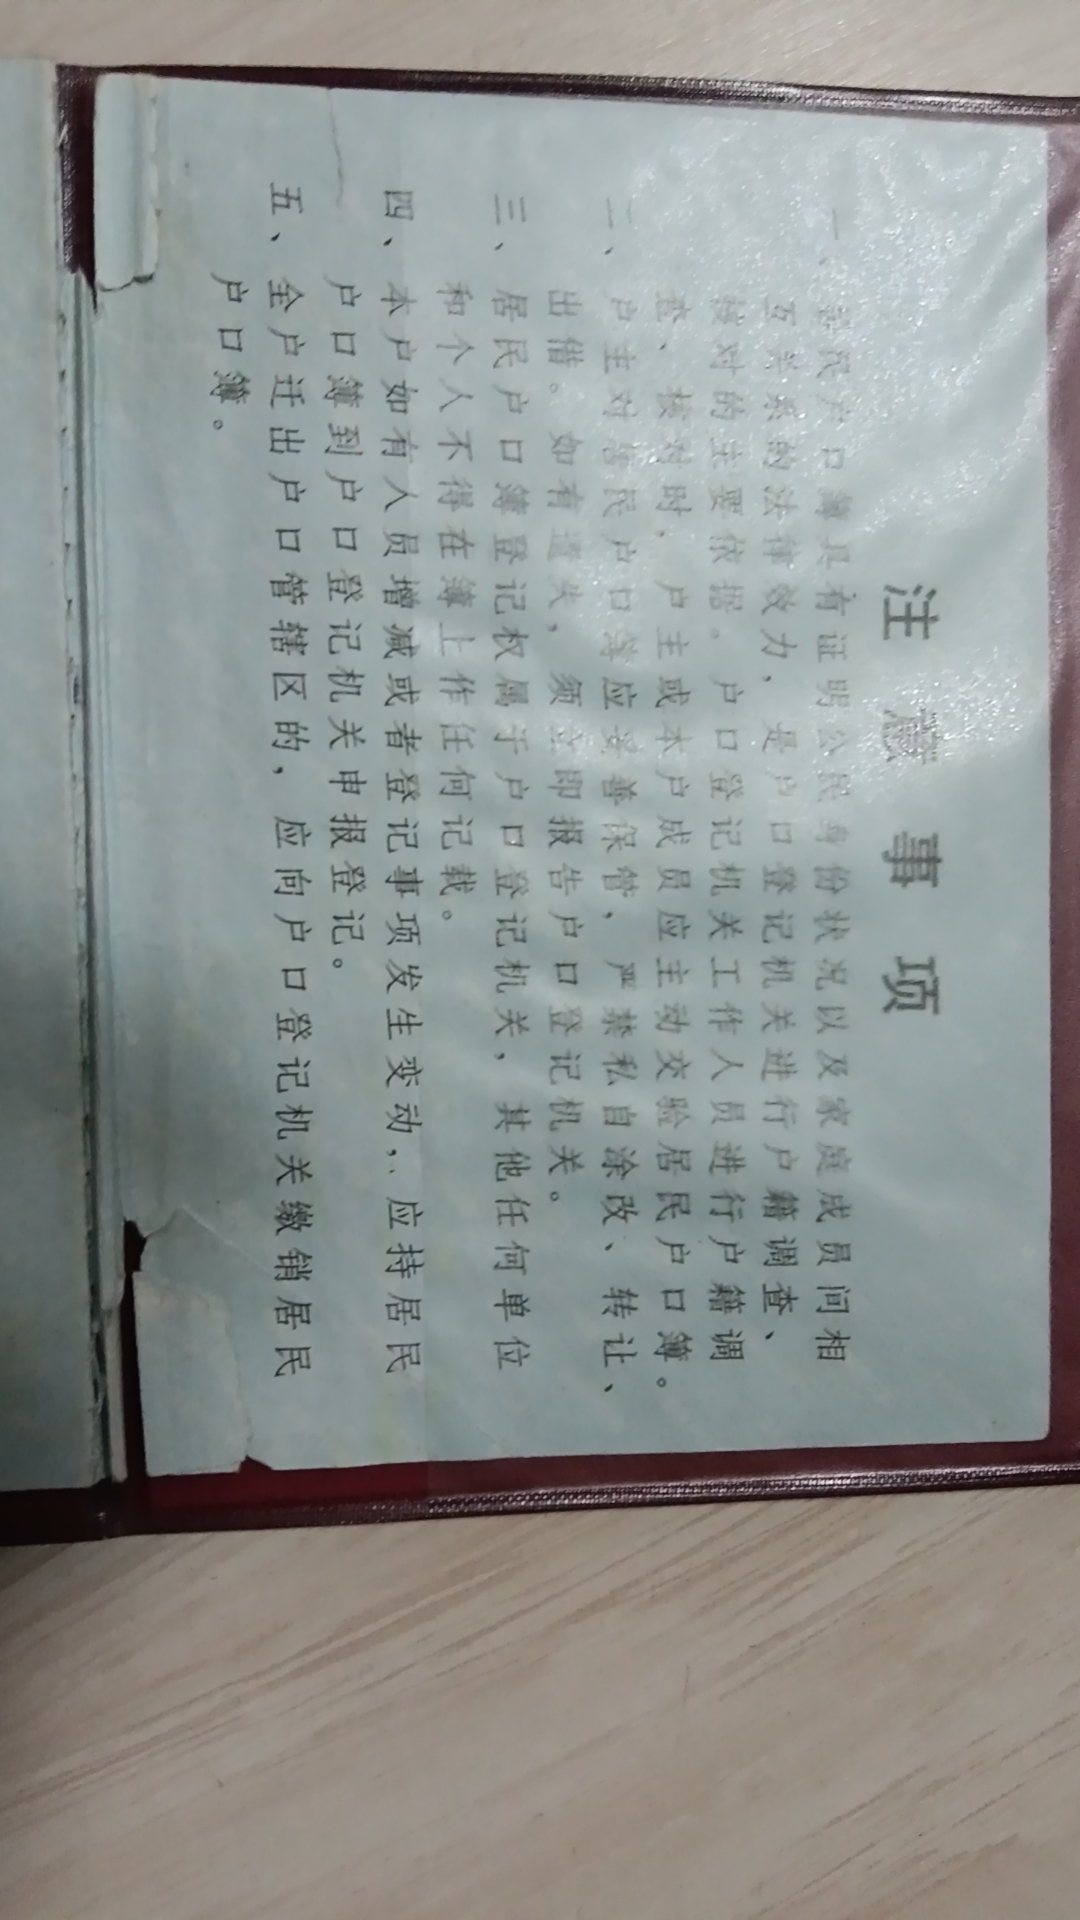 注意事项
一、居民户口簿具有证明公民身份状况以及家庭成员间相
互关系的法律效力，是户口登记机关进行户籍调查、
核对的主要依据。户口登记机关工作人员进行户籍调
查、核对时，户主或本户成员应主动交验居民户口簿。
二、户主对居民户口簿应妥善保管，严禁私自涂改、转让、
出借。如有遗失，须立即报告户口登记机关。
三、居民户口簿登记权属于户口登记机关，其他任何单位
和个人不得在簿上作任何记载。
四、本户如有人员增减或者登记事项发生变动，应持居民
户口簿到户口登记机关申报登记。
五、全户迁出户口管辖区的，应向户口登记机关缴销居民
户口簿。